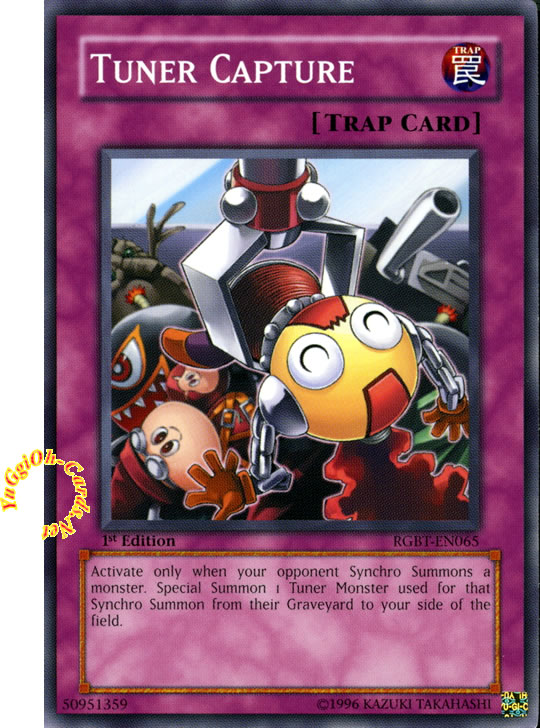 TUNER CAPTURE
TRAP
罠
[TRAP CARD]
YuGgiOh-Cards.Net
1st Edition
RGBT-EN065
Activate only when your opponent Synchro Summons a
monster. Special Summon 1 Tuner Monster used for that
Synchro Summon from their Graveyard to your side of the
field.
50951359
©1996 KAZUKI TAKAHASHI